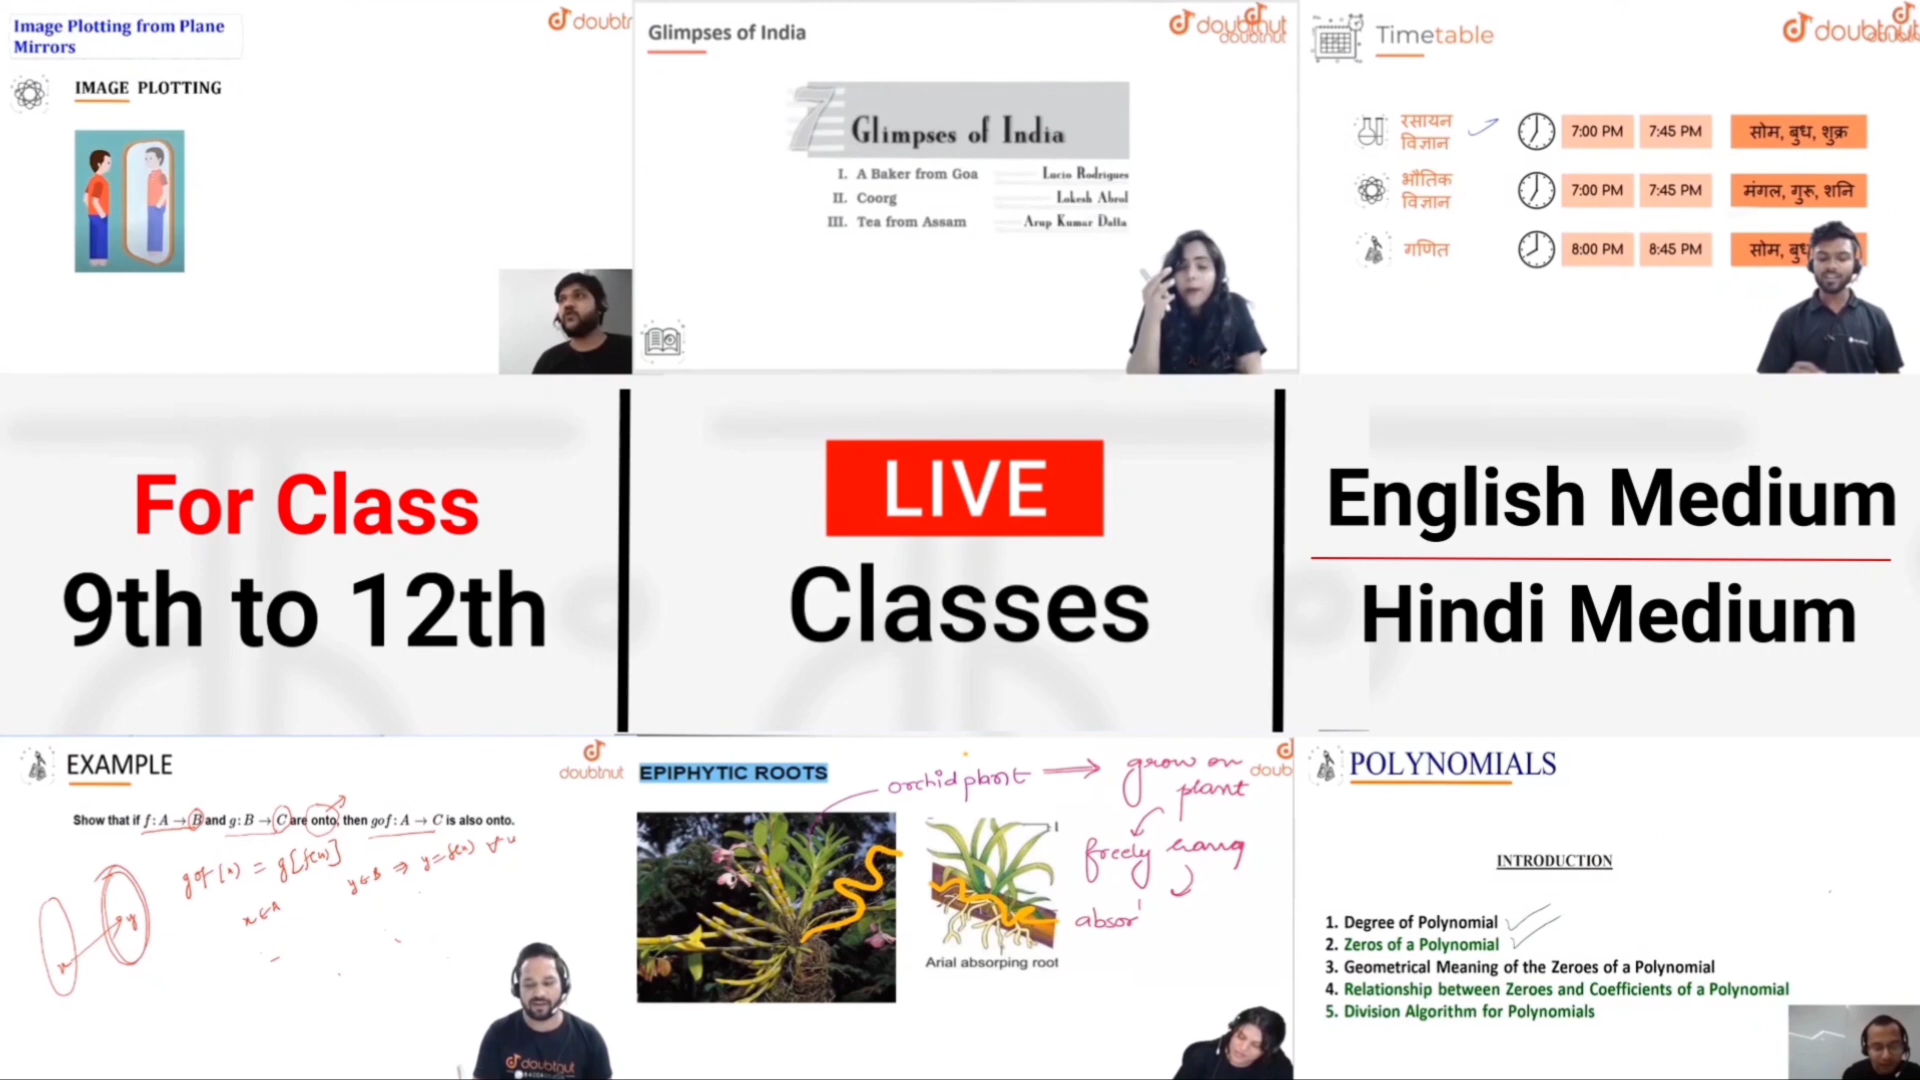 Image Plotting from Plane
Mirrors
IMAGE PLOTTING
Glimpses of India
doubtnut
doubtnut
7
Glimpses of India
I. A Baker from Goa Lucio Rodrigues
II. Coorg Lokesh Abrol
III. Tea from Assam Arup Kumar Datta
Timetable
रसायन
विज्ञान
7:00 PM 7:45 PM सोम, बुध, शुक्र
भौतिक
विज्ञान
7:00 PM 7:45 PM मंगल, गुरु, शनि
गणित 8:00 PM 8:45 PM सोम, बुध
For Class
9th to 12th
LIVE
Classes
English Medium
Hindi Medium
EXAMPLE
doubtnut
Show that if f : A → B and g : B → C are onto, then gof : A → C is also onto.
gof(x) = g[f(x)]
x ∈ A
y ∈ B ⇒ y = f(x) ∀
x
y
doubtnut
EPIPHYTIC ROOTS
orchid plant → grow on
plant
freely hang
absor
Arial absorping root
doub
POLYNOMIALS
INTRODUCTION
1. Degree of Polynomial
2. Zeros of a Polynomial
3. Geometrical Meaning of the Zeroes of a Polynomial
4. Relationship between Zeroes and Coefficients of a Polynomial
5. Division Algorithm for Polynomials